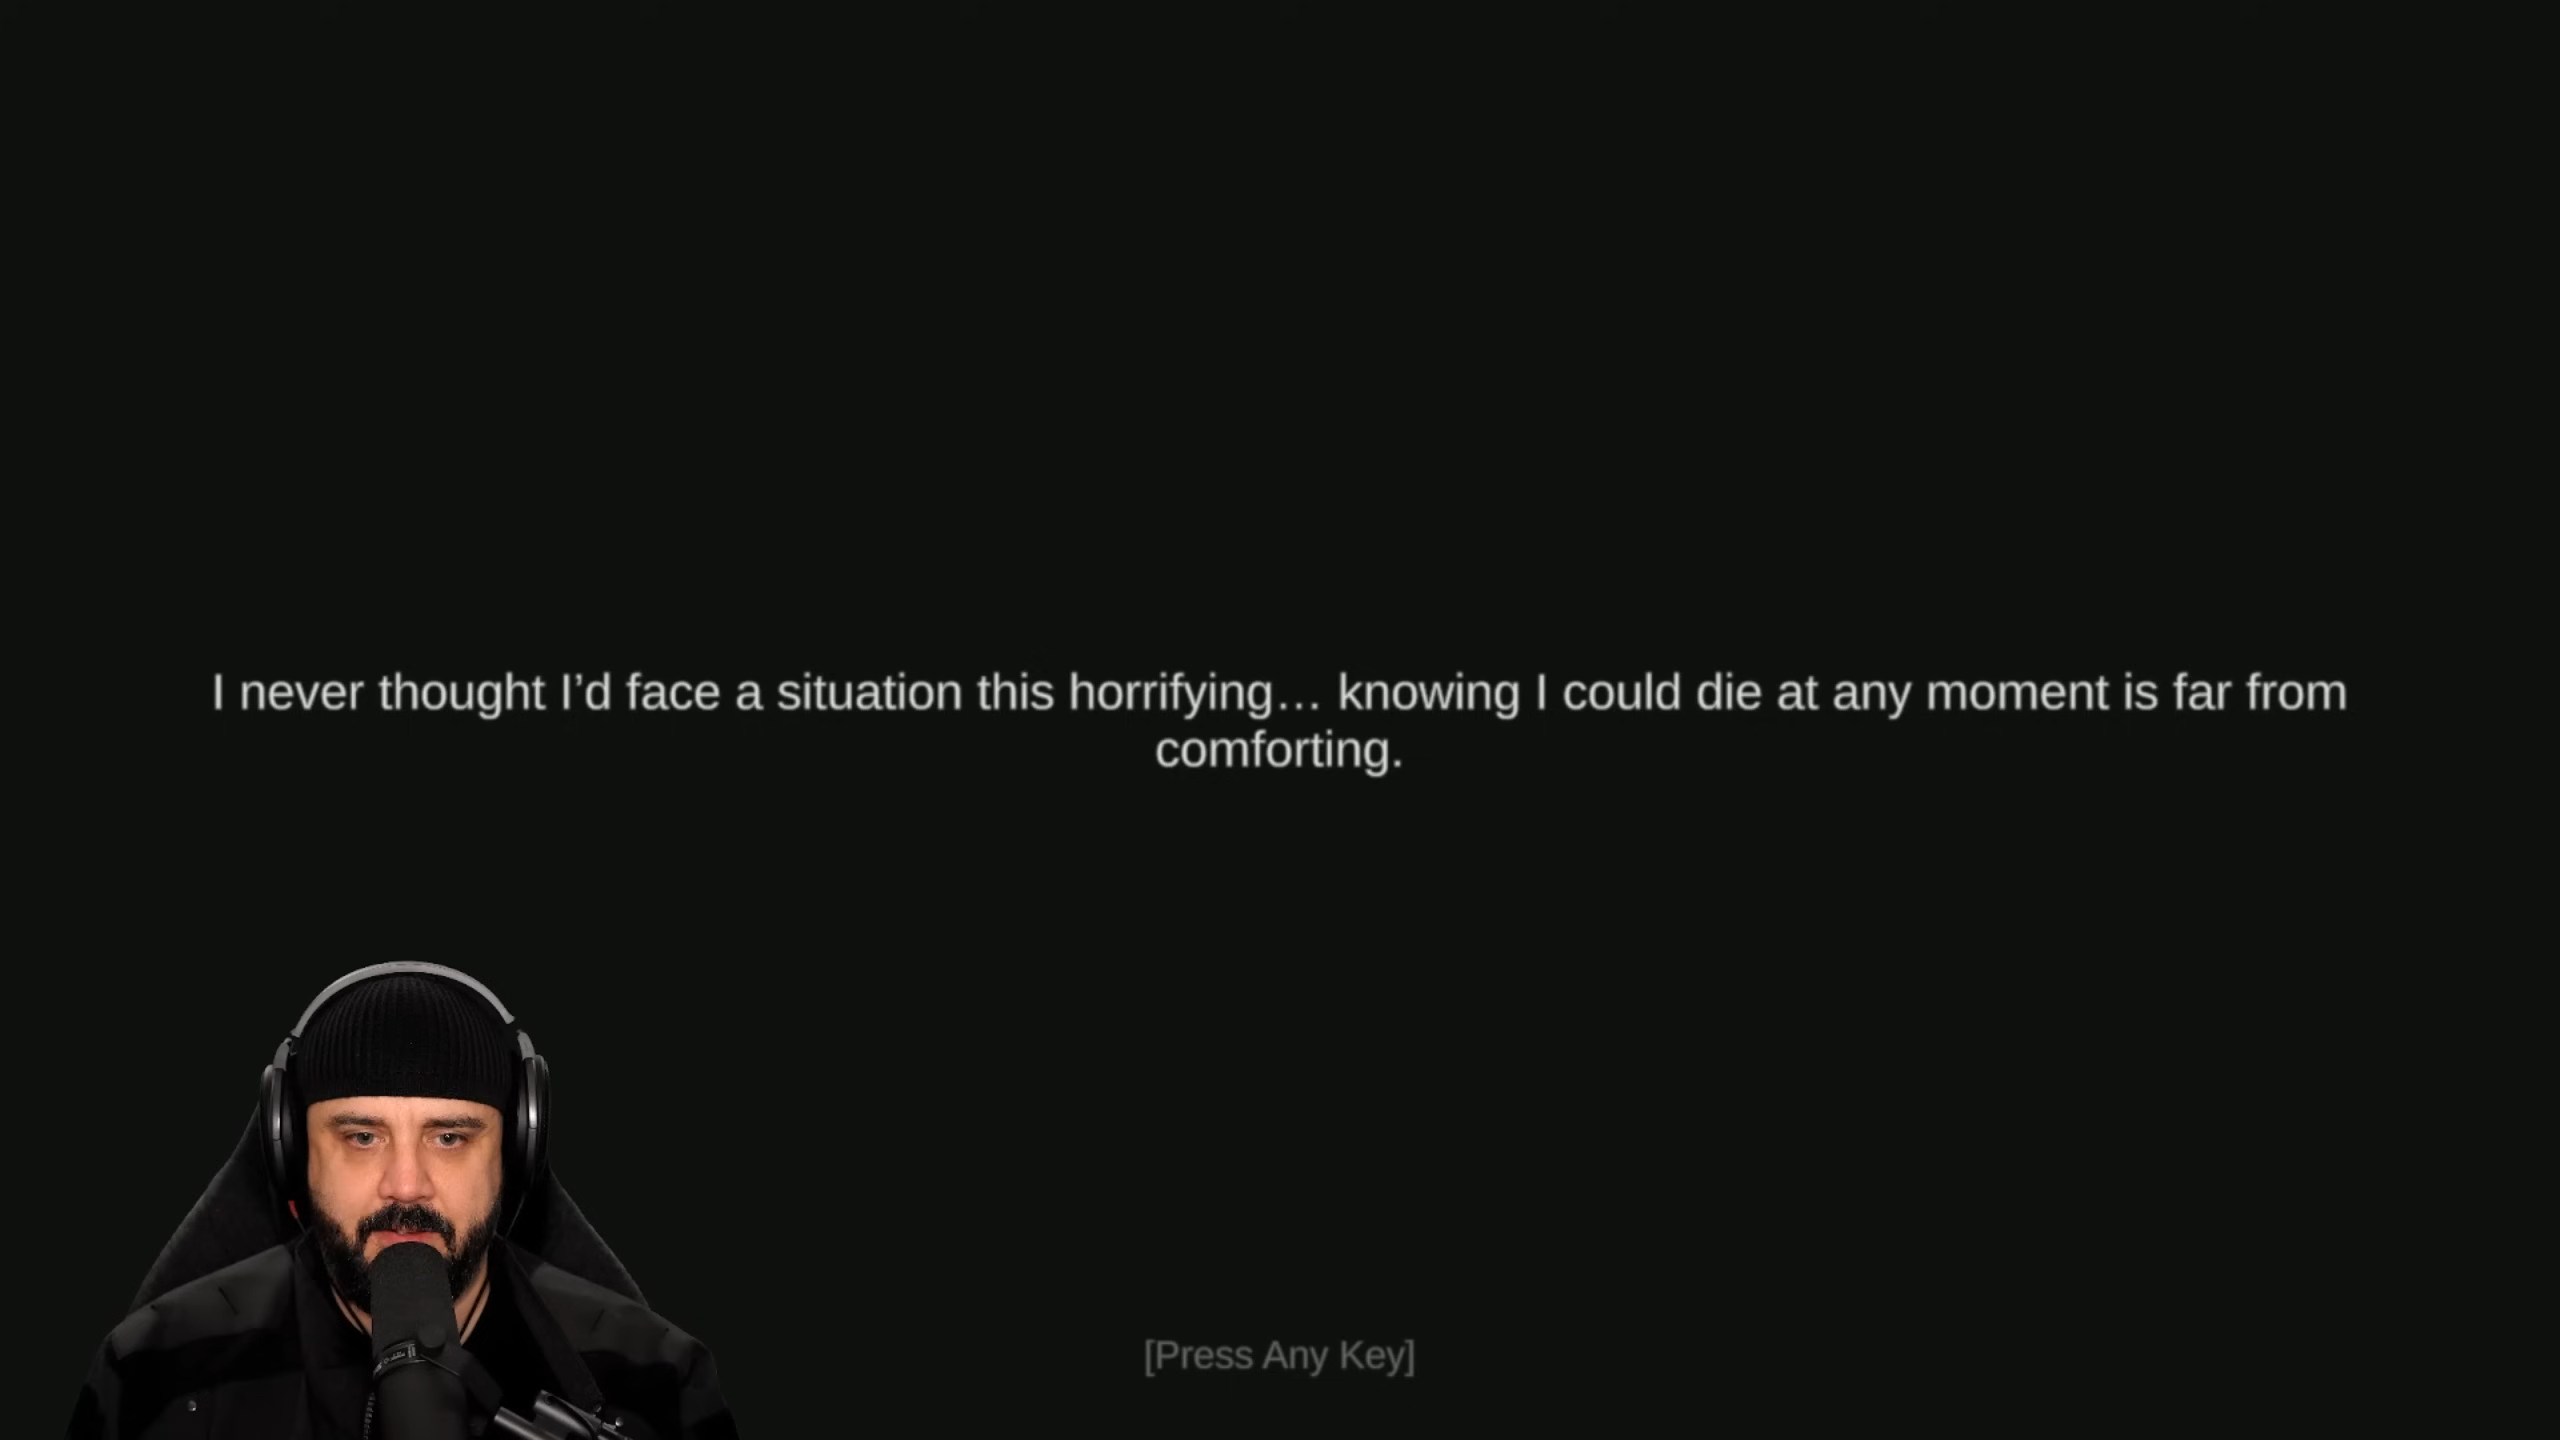 I never thought I’d face a situation this horrifying… knowing I could die at any moment is far from
comforting.
[Press Any Key]